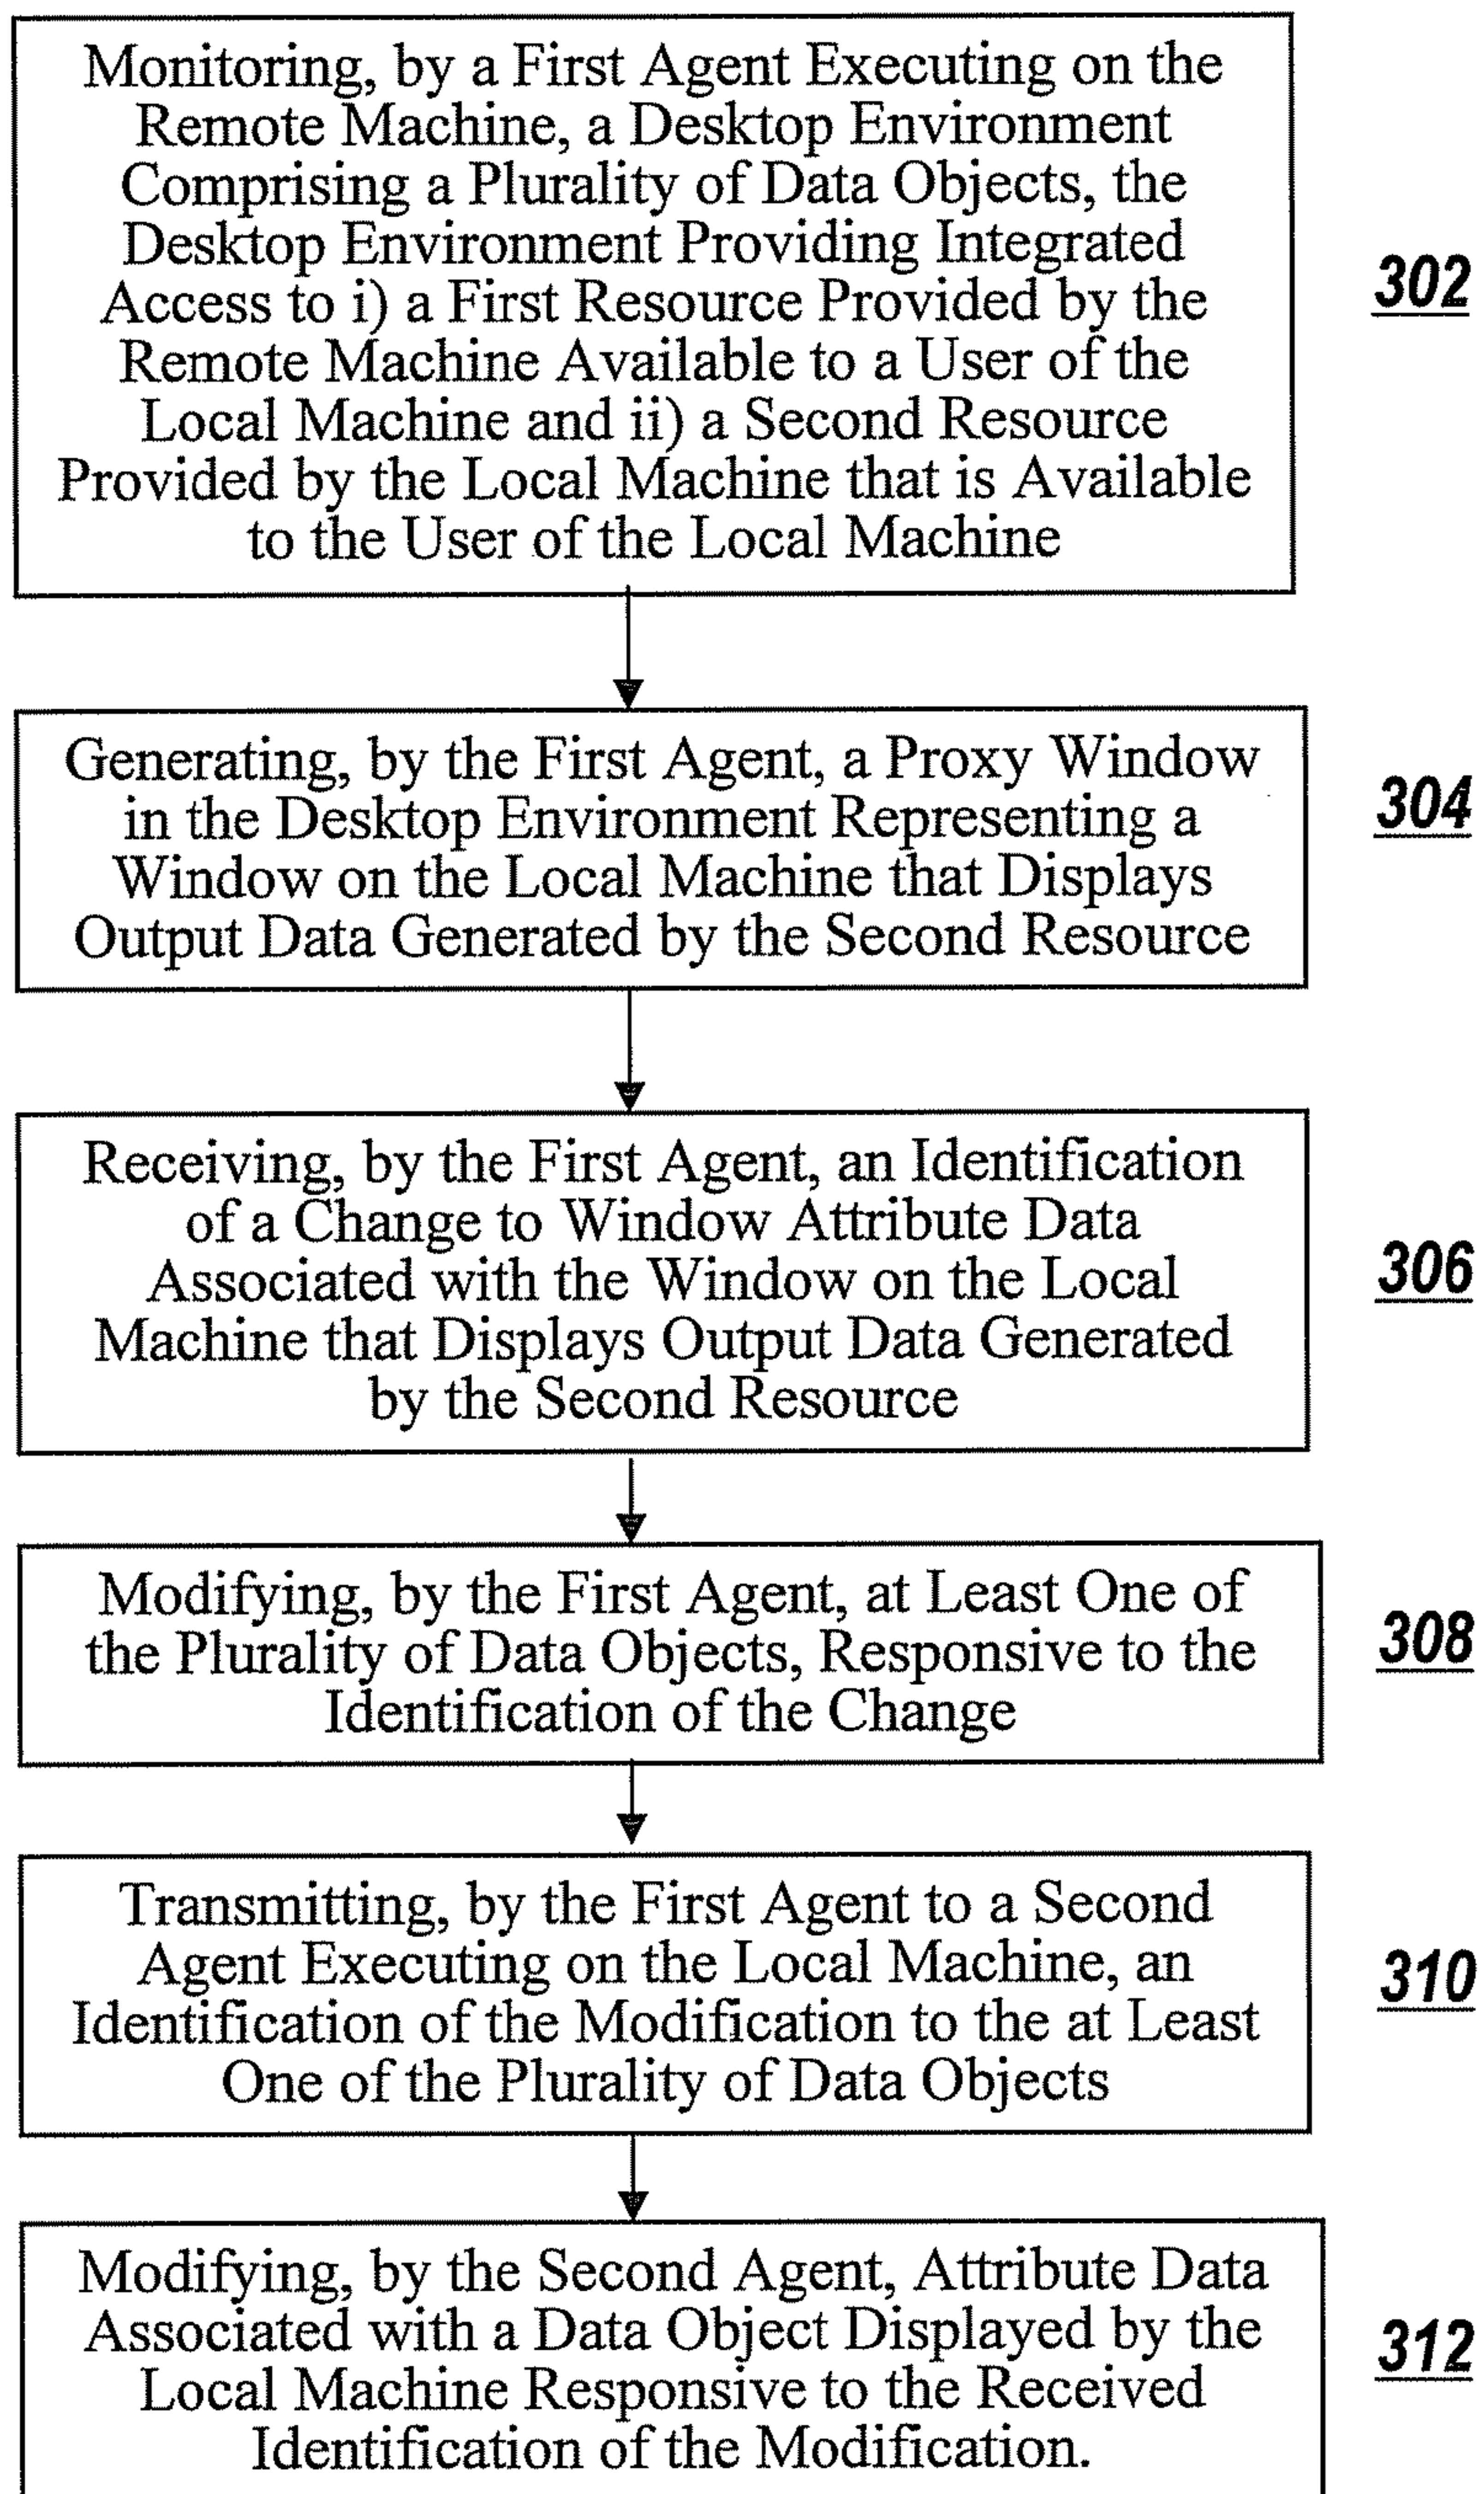 Monitoring, by a First Agent Executing on the
Remote Machine, a Desktop Environment
Comprising a Plurality of Data Objects, the
Desktop Environment Providing Integrated
Access to i) a First Resource Provided by the
Remote Machine Available to a User of the
Local Machine and ii) a Second Resource
Provided by the Local Machine that is Available
to the User of the Local Machine
302
Generating, by the First Agent, a Proxy Window
in the Desktop Environment Representing a
Window on the Local Machine that Displays
Output Data Generated by the Second Resource
304
Receiving, by the First Agent, an Identification
of a Change to Window Attribute Data
Associated with the Window on the Local
Machine that Displays Output Data Generated
by the Second Resource
306
Modifying, by the First Agent, at Least One of
the Plurality of Data Objects, Responsive to the
Identification of the Change
308
Transmitting, by the First Agent to a Second
Agent Executing on the Local Machine, an
Identification of the Modification to the at Least
One of the Plurality of Data Objects
310
Modifying, by the Second Agent, Attribute Data
Associated with a Data Object Displayed by the
Local Machine Responsive to the Received
Identification of the Modification.
312